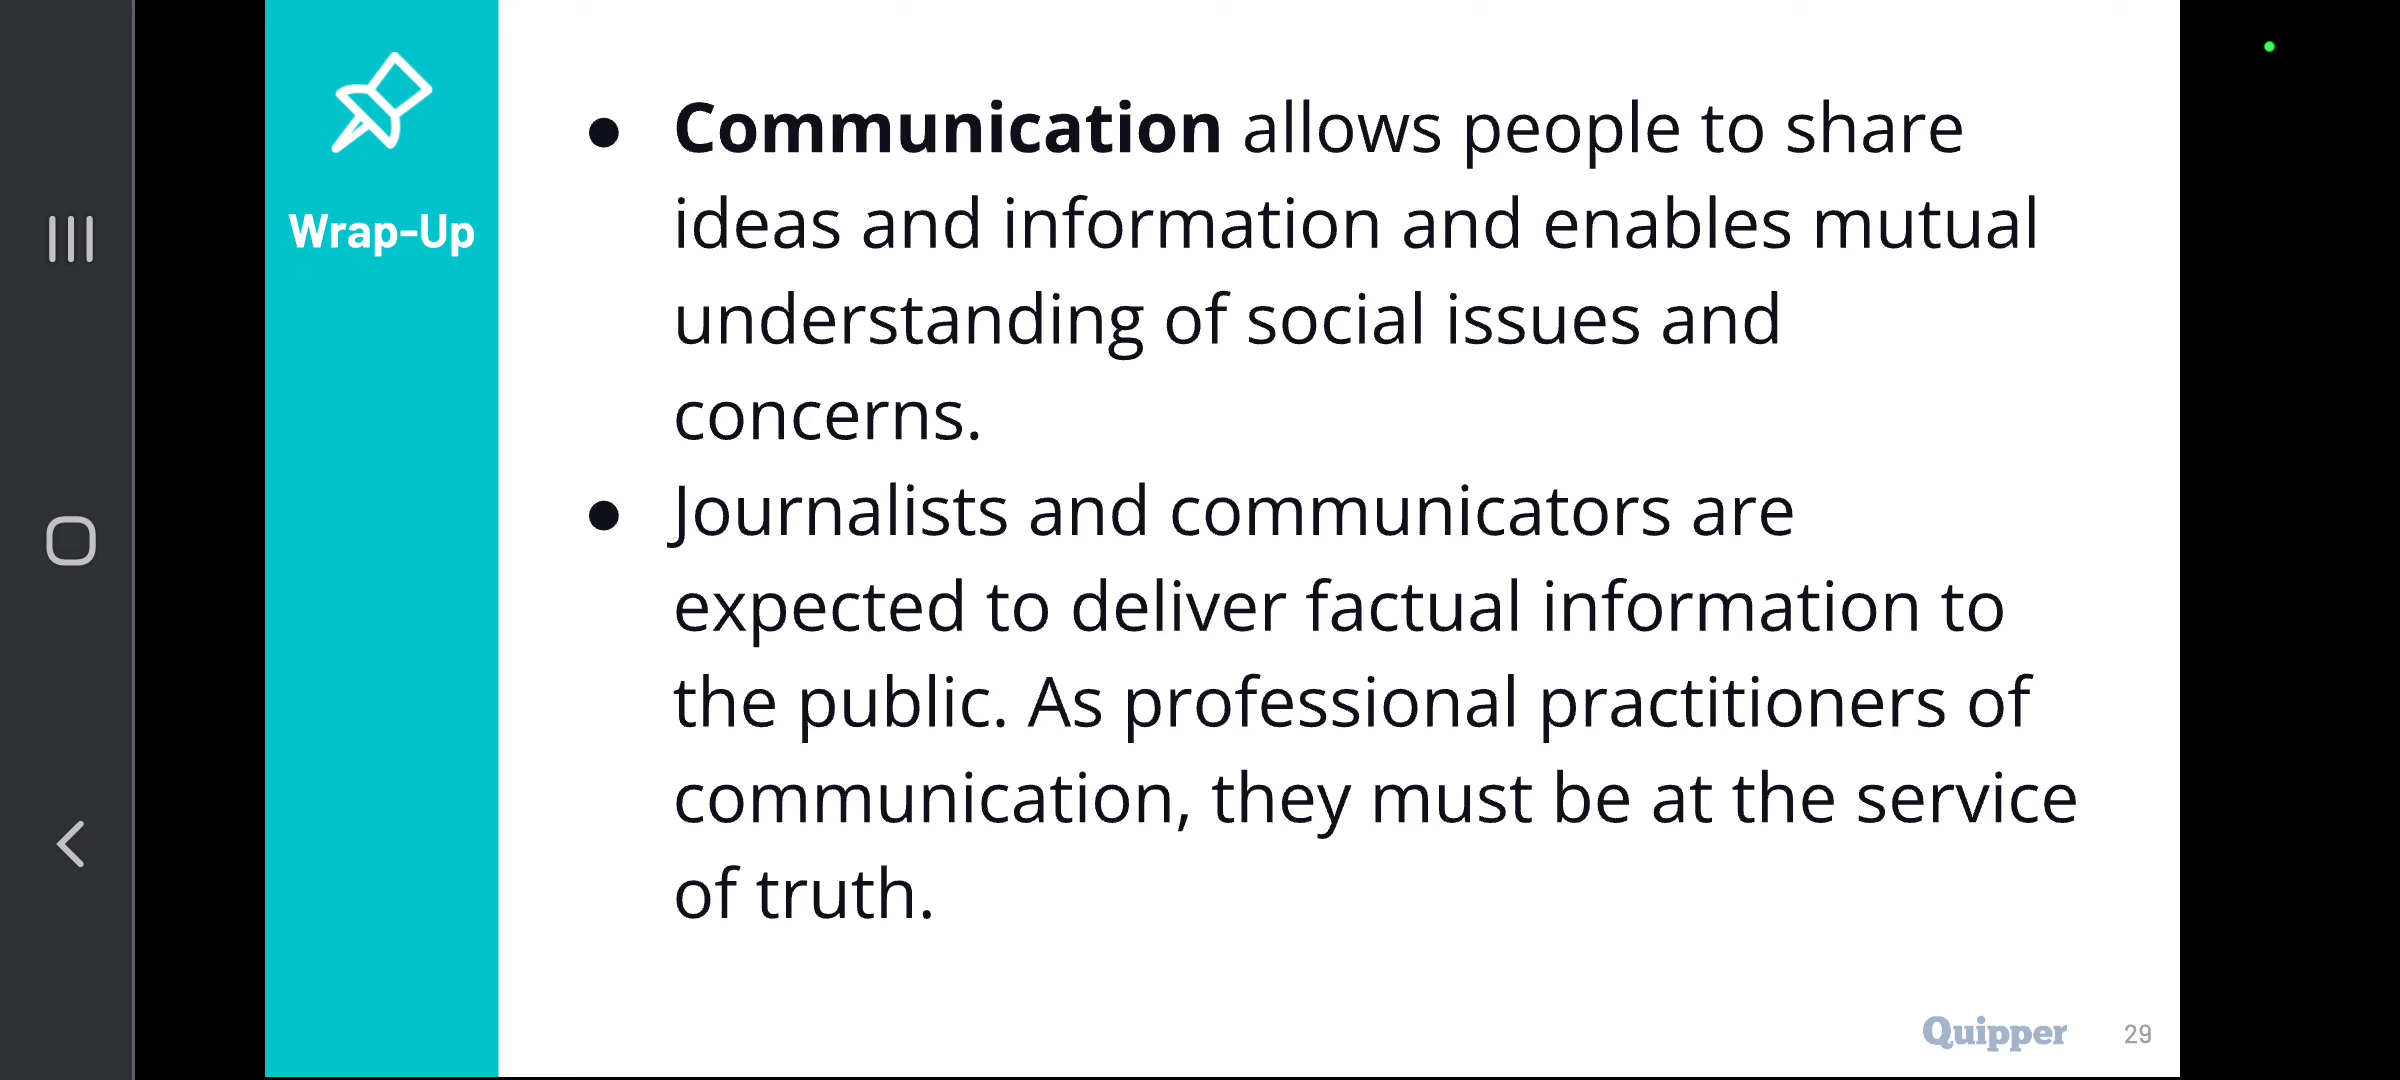 Wrap-Up
● Communication allows people to share
ideas and information and enables mutual
understanding of social issues and
concerns.
● Journalists and communicators are
expected to deliver factual information to
the public. As professional practitioners of
communication, they must be at the service
of truth.
Quipper 29